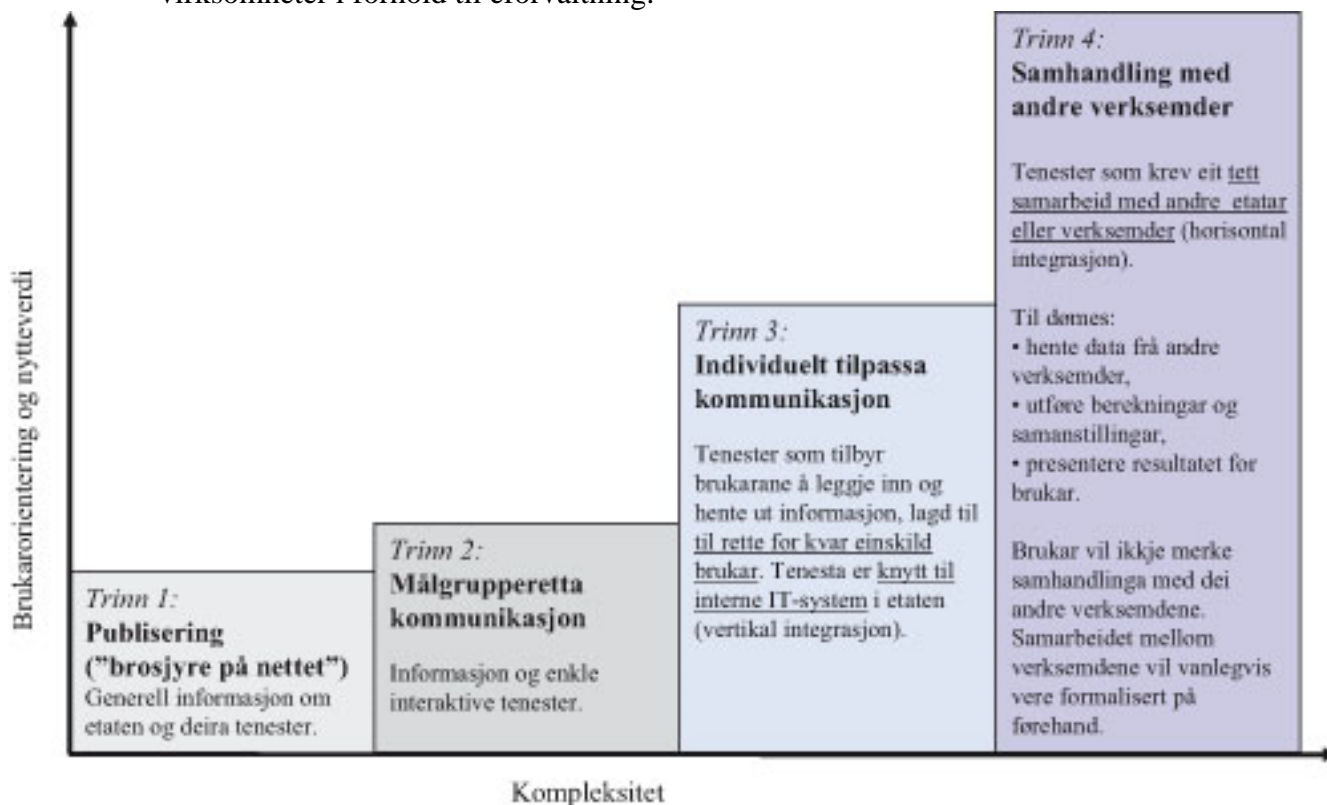 virksomheter i forhold til eforvaltning.
Brukarorientering og nytteverdi
Trinn 1:
Publisering
("brosjyre på nettet")
Generell informasjon om
etaten og deira tenester.
Trinn 2:
Målgrupperetta
kommunikasjon
Informasjon og enkle
interaktive tenester.
Trinn 3:
Individuelt tilpassa
kommunikasjon
Tenester som tilbyr
brukarane å leggje inn og
hente ut informasjon, lagd til
til rette for kvar einskild
brukar. Tenesta er knytt til
interne IT-system i etaten
(vertikal integrasjon).
Trinn 4:
Samhandling med
andre verksemder
Tenester som krev eit tett
samarbeid med andre etatar
eller verksemder (horisontal
integrasjon).
Til dømes:
• hente data frå andre
verksemder,
• utføre berekningar og
samanstillingar,
• presentere resultatet for
brukar.
Brukar vil ikkje merke
samhandlinga med dei
andre verksemdene.
Samarbeidet mellom
verksemdene vil vanlegvis
vere formalisert på
førehand.
Kompleksitet